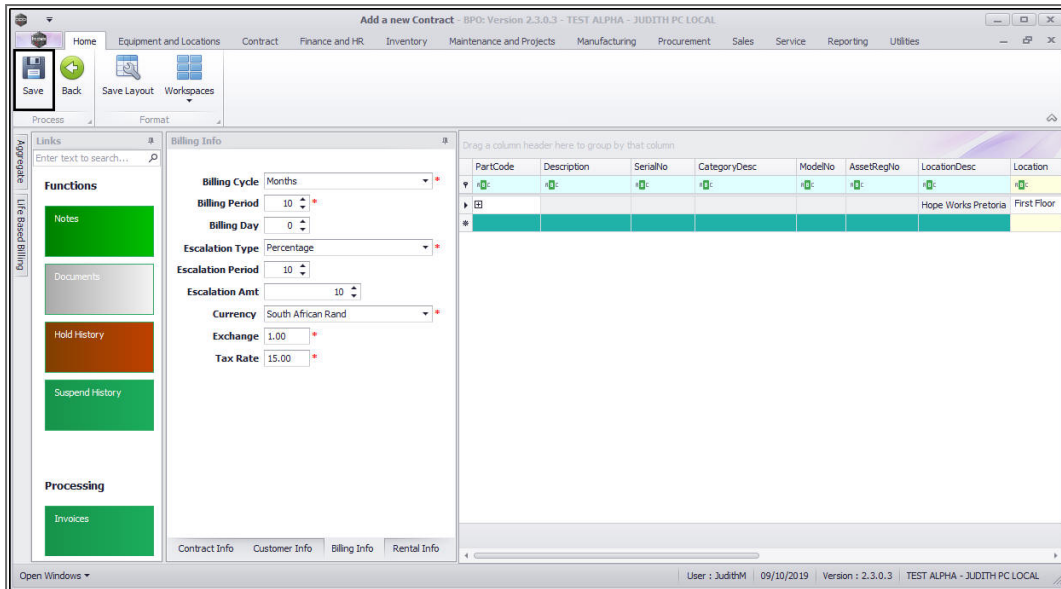 Add a new Contract - BPO: Version 2.3.0.3 - TEST ALPHA - JUDITH PC LOCAL
Home Equipment and Locations Contract Finance and HR Inventory Maintenance and Projects Manufacturing Procurement Sales Service Reporting Utilities
Save Back Save Layout Workspaces
Process Format
Aggregate
Life Based Billing
Links
Enter text to search...
Functions
Notes
Documents
Hold History
Suspend History
Processing
Invoices
Billing Info
Billing Cycle Months *
Billing Period 10 *
Billing Day 0
Escalation Type Percentage *
Escalation Period 10
Escalation Amt 10
Currency South African Rand *
Exchange 1.00 *
Tax Rate 15.00 *
Contract Info Customer Info Billing Info Rental Info
Drag a column header here to group by that column
PartCode Description SerialNo CategoryDesc ModelNo AssetRegNo LocationDesc Location
Hope Works Pretoria First Floor
Open Windows
User : JudithM 09/10/2019 Version : 2.3.0.3 TEST ALPHA - JUDITH PC LOCAL